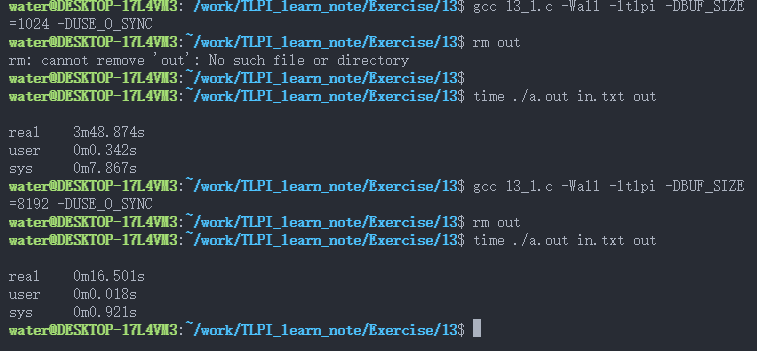 water@DESKTOP-17L4VM3:~/work/TLPI_learn_note/Exercise/13$ gcc 13_1.c -Wall -ltlpi -DBUF_SIZE
=1024 -DUSE_O_SYNC
water@DESKTOP-17L4VM3:~/work/TLPI_learn_note/Exercise/13$ rm out
rm: cannot remove 'out': No such file or directory
water@DESKTOP-17L4VM3:~/work/TLPI_learn_note/Exercise/13$
water@DESKTOP-17L4VM3:~/work/TLPI_learn_note/Exercise/13$ time ./a.out in.txt out
real 3m48.874s
user 0m0.342s
sys 0m7.867s
water@DESKTOP-17L4VM3:~/work/TLPI_learn_note/Exercise/13$ gcc 13_1.c -Wall -ltlpi -DBUF_SIZE
=8192 -DUSE_O_SYNC
water@DESKTOP-17L4VM3:~/work/TLPI_learn_note/Exercise/13$ rm out
water@DESKTOP-17L4VM3:~/work/TLPI_learn_note/Exercise/13$ time ./a.out in.txt out
real 0m16.501s
user 0m0.018s
sys 0m0.921s
water@DESKTOP-17L4VM3:~/work/TLPI_learn_note/Exercise/13$